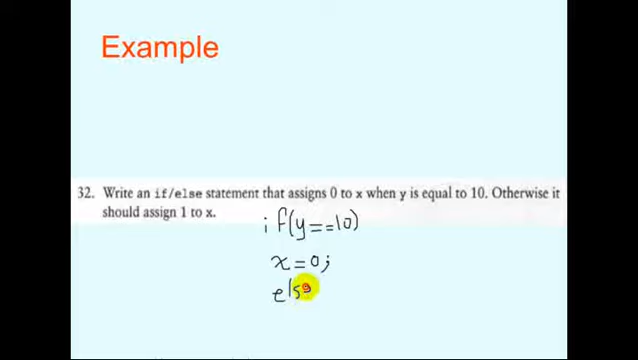 Example
32. Write an if/else statement that assigns 0 to x when y is equal to 10. Otherwise it
should assign 1 to x.
if(y==10)
x=0;
else